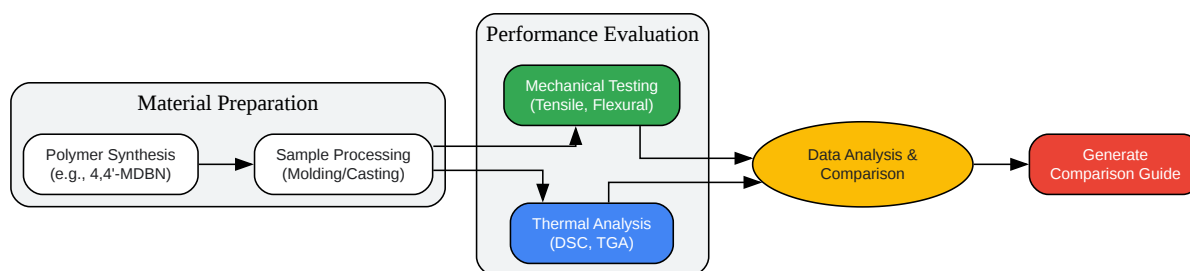 Material Preparation
Polymer Synthesis
(e.g., 4,4'-MDBN)
Sample Processing
(Molding/Casting)
Performance Evaluation
Mechanical Testing
(Tensile, Flexural)
Thermal Analysis
(DSC, TGA)
Data Analysis &
Comparison
Generate
Comparison Guide